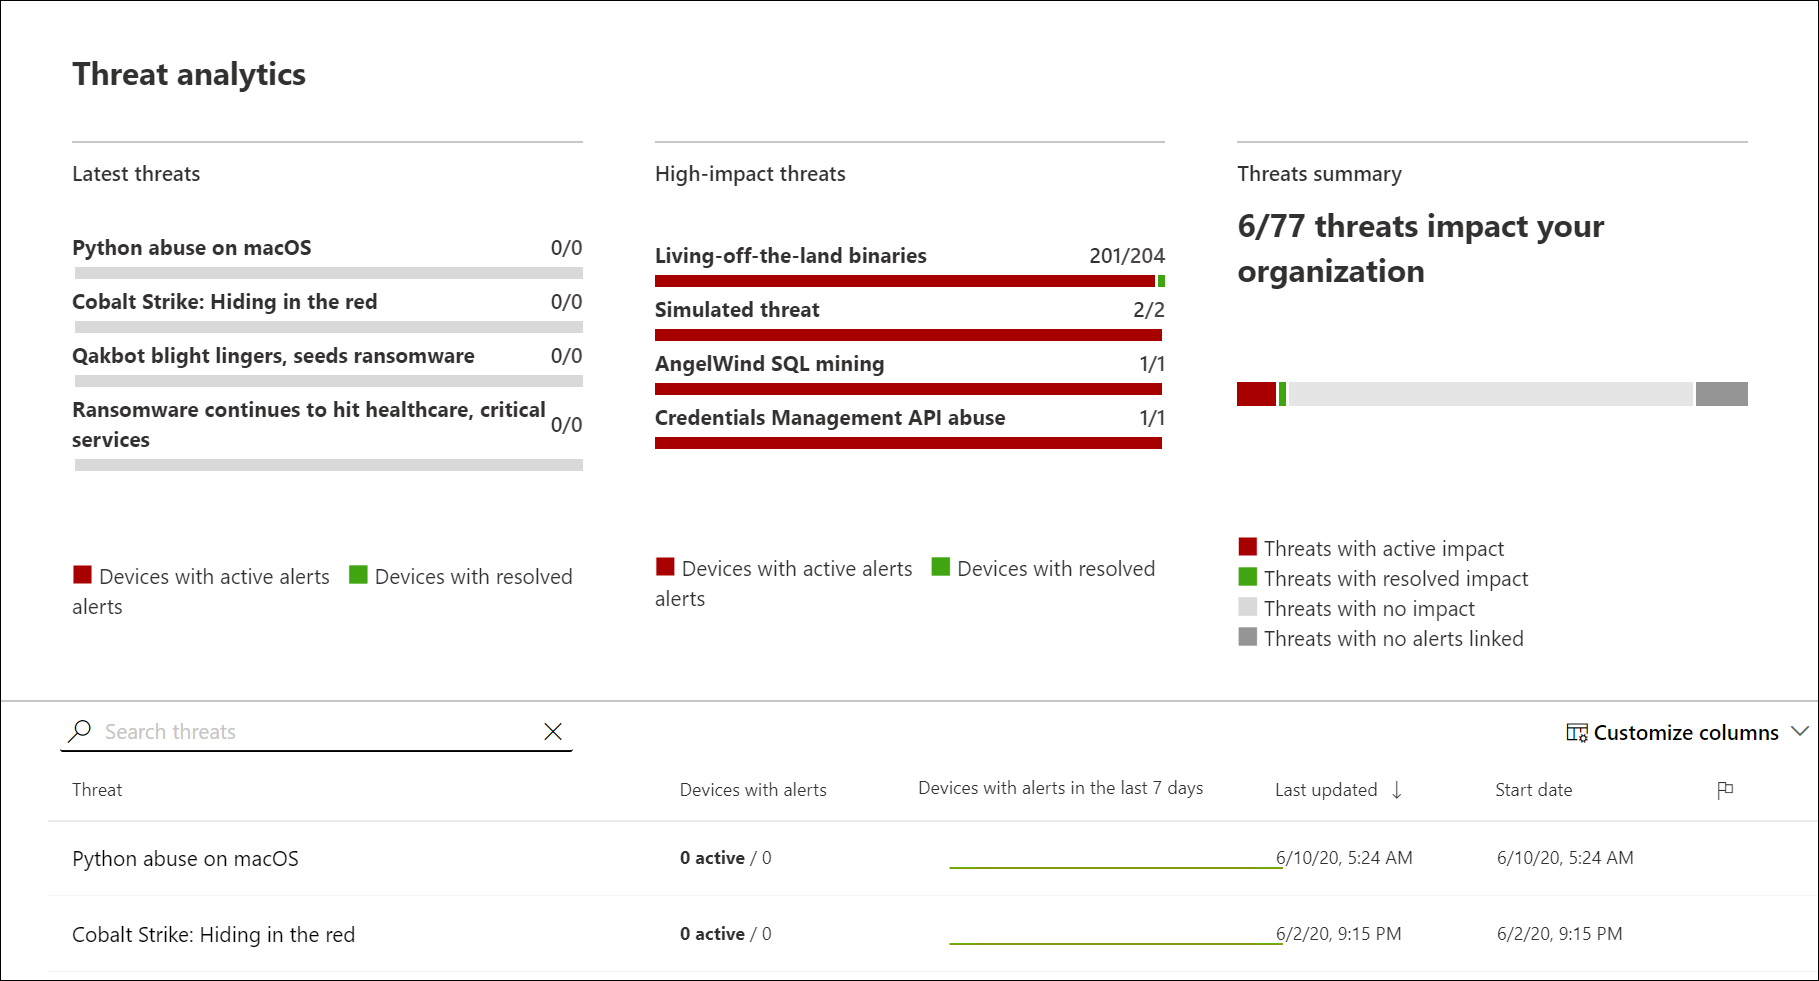 Threat analytics
Latest threats
Python abuse on macOS 0/0
Cobalt Strike: Hiding in the red 0/0
Qakbot blight lingers, seeds ransomware 0/0
Ransomware continues to hit healthcare, critical
services 0/0
Devices with active alerts Devices with resolved
alerts
High-impact threats
Living-off-the-land binaries 201/204
Simulated threat 2/2
AngelWind SQL mining 1/1
Credentials Management API abuse 1/1
Devices with active alerts Devices with resolved
alerts
Threats summary
6/77 threats impact your
organization
Threats with active impact
Threats with resolved impact
Threats with no impact
Threats with no alerts linked
Search threats
Customize columns
Threat Devices with alerts Devices with alerts in the last 7 days Last updated ↓ Start date
Python abuse on macOS 0 active / 0 6/10/20, 5:24 AM 6/10/20, 5:24 AM
Cobalt Strike: Hiding in the red 0 active / 0 6/2/20, 9:15 PM 6/2/20, 9:15 PM